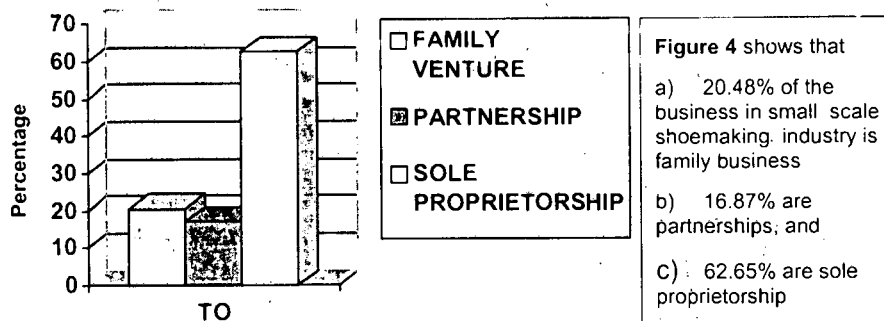 70
60
50
40
30
20
10
0
Percentage
TO
FAMILY
VENTURE
PARTNERSHIP
SOLE
PROPRIETORSHIP
Figure 4 shows that
a) 20.48% of the
business in small scale
shoemaking. industry is
family business
b) 16.87% are
partnerships, and
c) 62.65% are sole
proprietorship